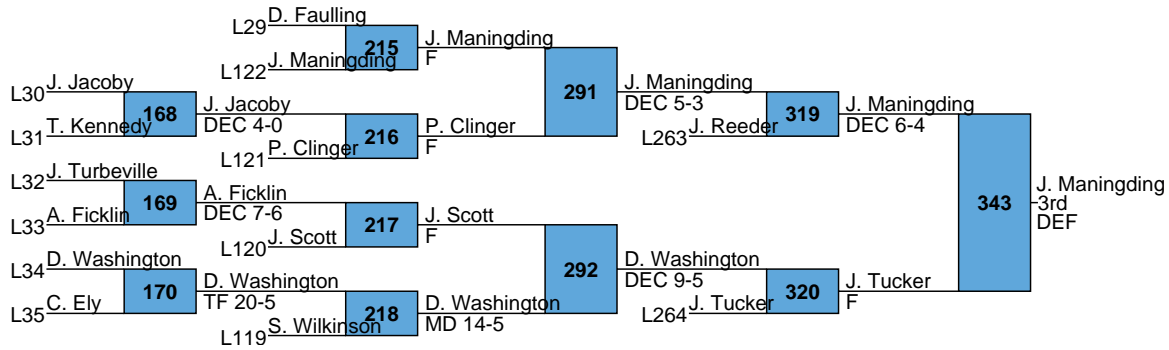 D. Faulling
L29
215
J. Maningding
F
J. Maningding
L122
291
J. Maningding
DEC 5-3
J. Jacoby
L30
168
J. Jacoby
DEC 4-0
216
P. Clinger
F
T. Kennedy
L31
P. Clinger
L121
319
J. Maningding
DEC 6-4
J. Reeder
L263
J. Turbeville
L32
169
A. Ficklin
DEC 7-6
217
J. Scott
F
A. Ficklin
L33
J. Scott
L120
343
J. Maningding
3rd
DEF
D. Washington
L34
170
D. Washington
TF 20-5
218
D. Washington
MD 14-5
C. Ely
L35
S. Wilkinson
L119
292
D. Washington
DEC 9-5
320
J. Tucker
F
J. Tucker
L264